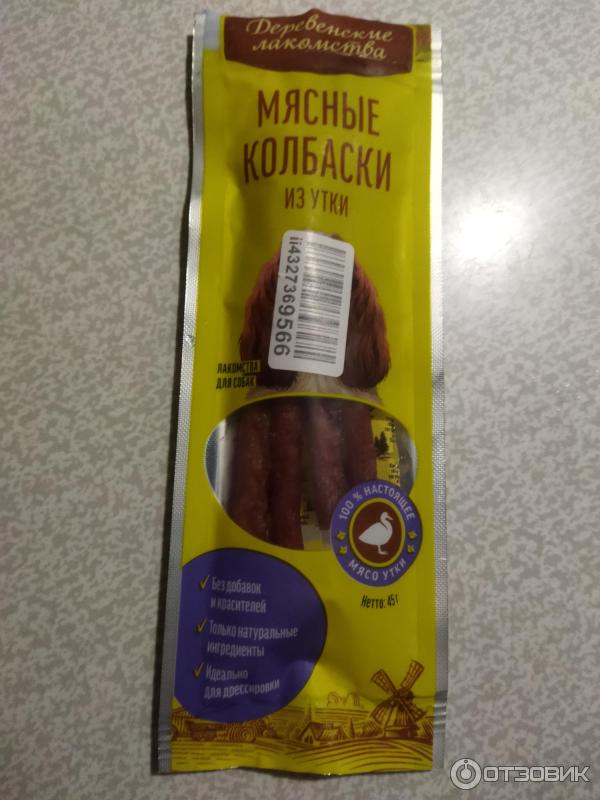 Деревенские
лакомства
МЯСНЫЕ
КОЛБАСКИ
ИЗ УТКИ
ii4327369566
ЛАКОМСТВА
ДЛЯ СОБАК
100 % НАСТОЯЩЕЕ
МЯСО УТКИ
Нетто: 45 г
✓ Без добавок
и красителей
✓ Только натуральные
ингредиенты
✓ Идеально
для дрессировки
ОТЗОВИК